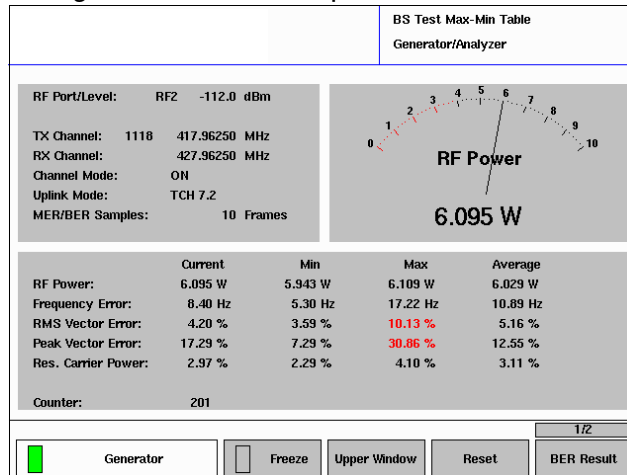 BS Test Max-Min Table
Generator/Analyzer
RF Port/Level: RF2 -112.0 dBm
TX Channel: 1118 417.96250 MHz
RX Channel: 427.96250 MHz
Channel Mode: ON
Uplink Mode: TCH 7.2
MER/BER Samples: 10 Frames
0 1 2 3 4 5 6 7 8 9 10
RF Power
6.095 W
Current Min Max Average
RF Power: 6.095 W 5.943 W 6.109 W 6.029 W
Frequency Error: 8.40 Hz 5.30 Hz 17.22 Hz 10.89 Hz
RMS Vector Error: 4.20 % 3.59 % 10.13 % 5.16 %
Peak Vector Error: 17.29 % 7.29 % 30.86 % 12.55 %
Res. Carrier Power: 2.97 % 2.29 % 4.10 % 3.11 %
Counter: 201
1/2
Generator Freeze Upper Window Reset BER Result